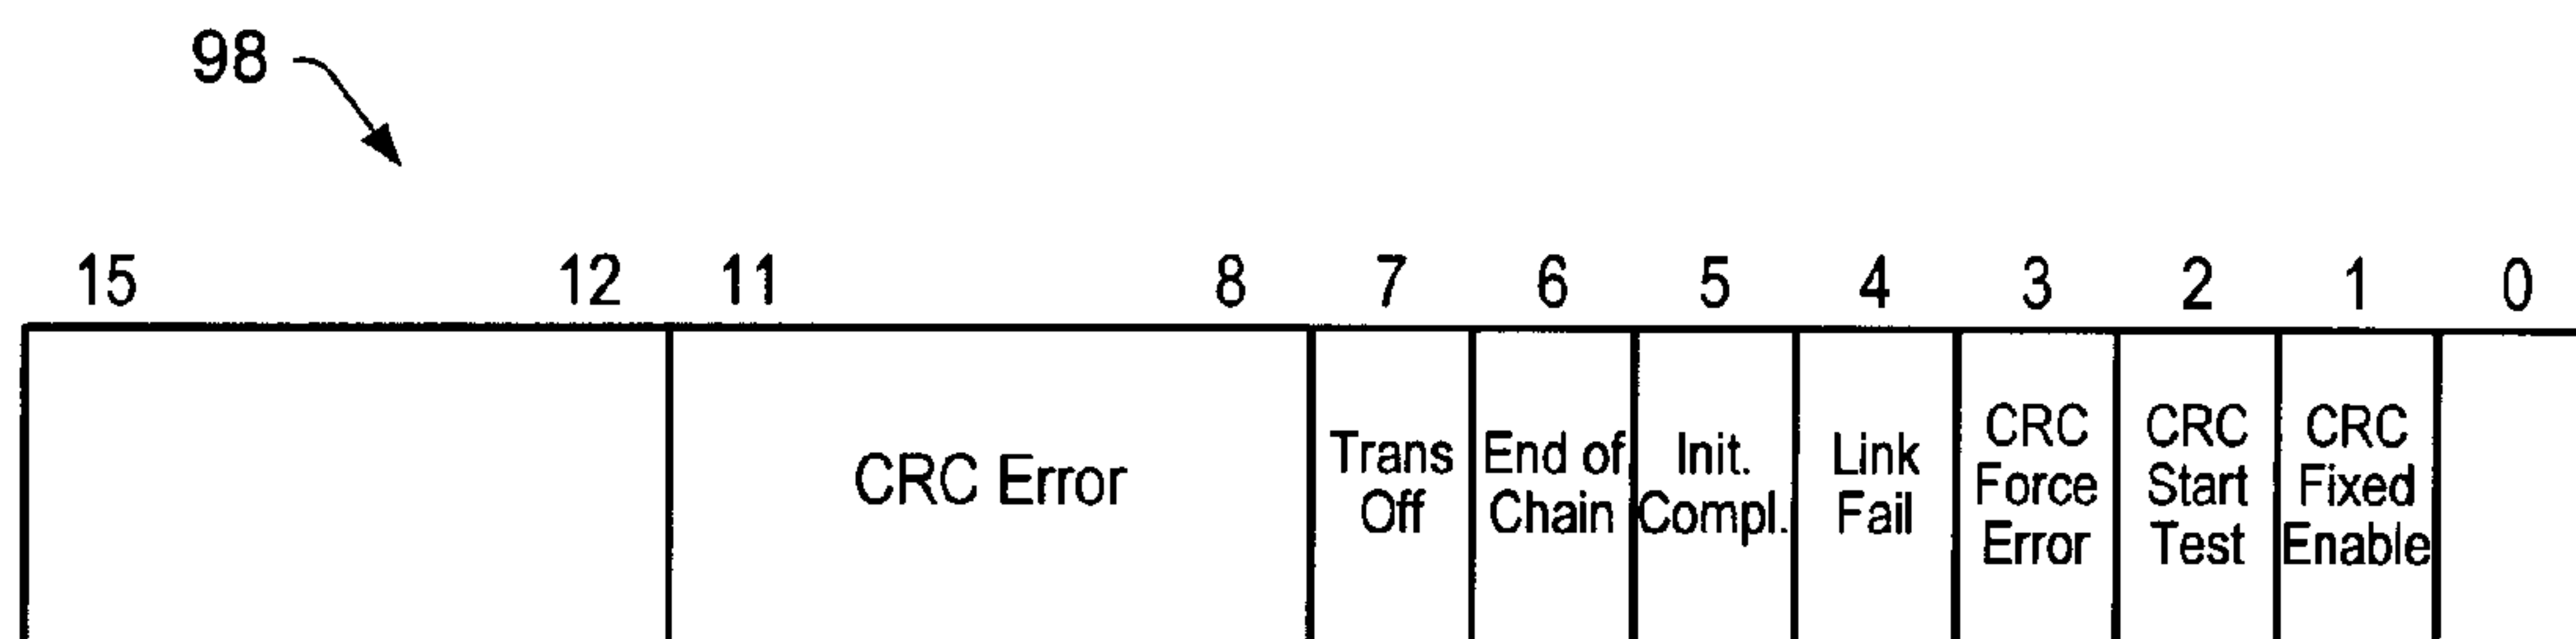 98
15 12 11 8 7 6 5 4 3 2 1 0
CRC Error
Trans
Off
End of
Chain
Init.
Compl.
Link
Fail
CRC
Force
Error
CRC
Start
Test
CRC
Fixed
Enable